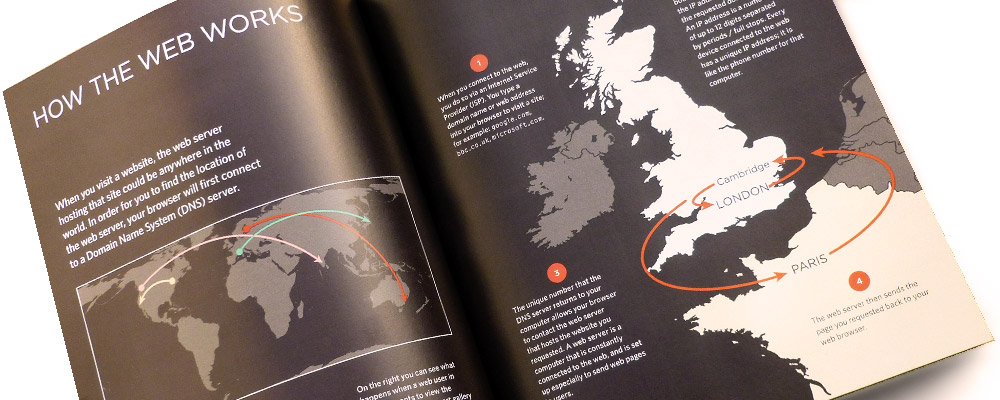 HOW THE WEB WORKS
When you visit a website, the web server
hosting that site could be anywhere in the
world. In order for you to find the location of
the web server, your browser will first connect
to a Domain Name System (DNS) server.
On the right you can see what
happens when a web user in
to view the
gallery
1
When you connect to the web,
you do so via an Internet Service
Provider (ISP). You type a
domain name or web address
into your browser to visit a site;
for example: google.com,
bbc.co.uk, microsoft.com.
the IP
the requested
An IP address is a
of up to 12 digits separated
by periods / full stops. Every
device connected to the web
has a unique IP address; it is
like the phone number for that
computer.
Cambridge
LONDON
PARIS
3
The unique number that the
DNS server returns to your
computer allows your browser
to contact the web server
that hosts the website you
requested. A web server is a
computer that is constantly
connected to the web, and is set
up especially to send web pages
users.
4
The web server then sends the
page you requested back to your
web browser.